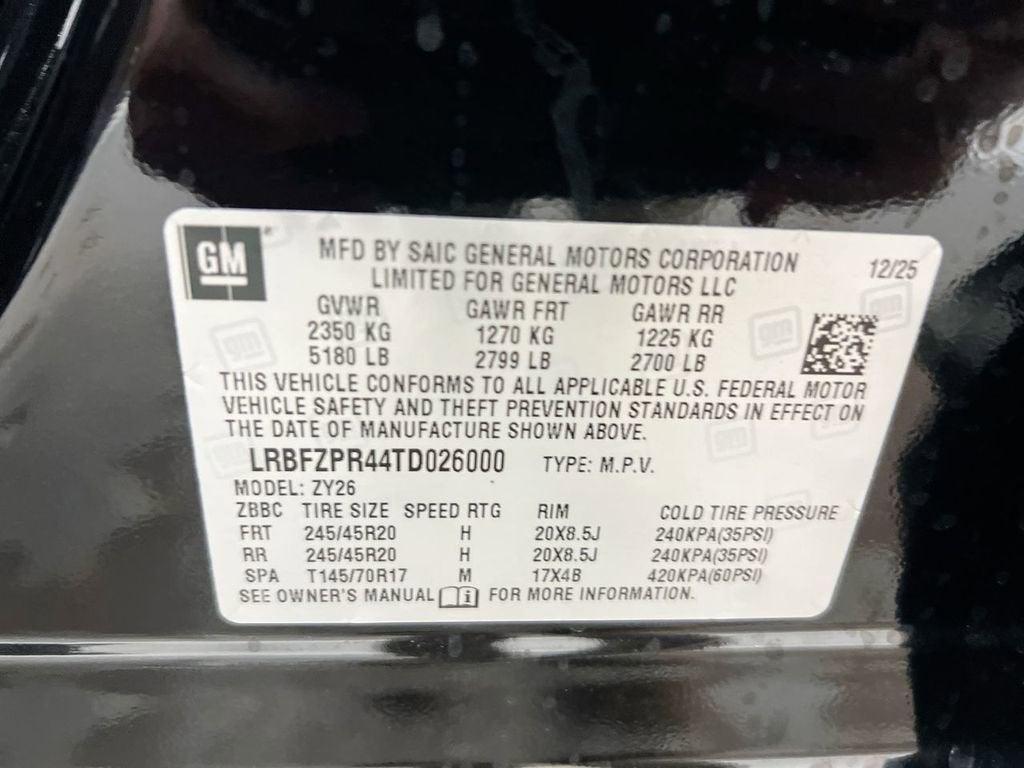 GM
MFD BY SAIC GENERAL MOTORS CORPORATION
LIMITED FOR GENERAL MOTORS LLC
12/25
GVWR GAWR FRT GAWR RR
2350 KG 1270 KG 1225 KG
5180 LB 2799 LB 2700 LB
THIS VEHICLE CONFORMS TO ALL APPLICABLE U.S. FEDERAL MOTOR
VEHICLE SAFETY AND THEFT PREVENTION STANDARDS IN EFFECT ON
THE DATE OF MANUFACTURE SHOWN ABOVE.
LRBFZPR44TD026000 TYPE: M.P.V.
MODEL: ZY26
ZBBC TIRE SIZE SPEED RTG RIM COLD TIRE PRESSURE
FRT 245/45R20 H 20X8.5J 240KPA(35PSI)
RR 245/45R20 H 20X8.5J 240KPA(35PSI)
SPA T145/70R17 M 17X4B 420KPA(60PSI)
SEE OWNER'S MANUAL i FOR MORE INFORMATION.